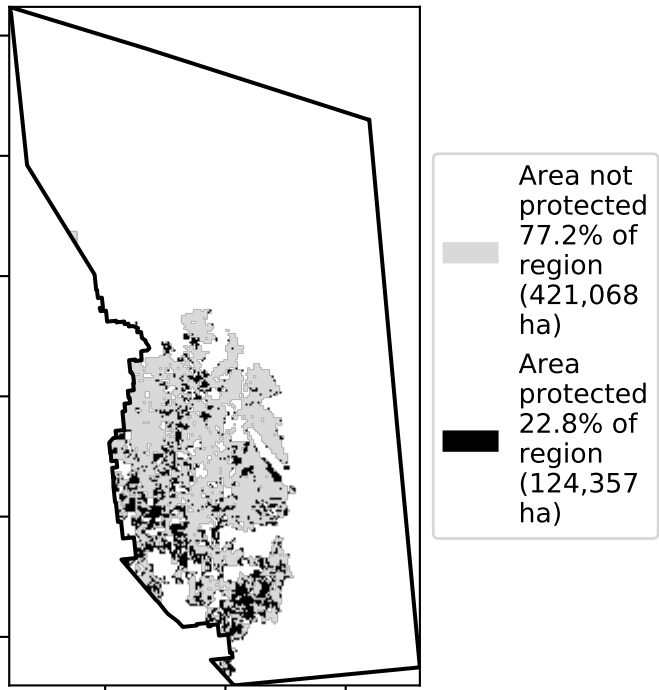 Area not
protected
77.2% of
region
(421,068
ha)
Area
protected
22.8% of
region
(124,357
ha)